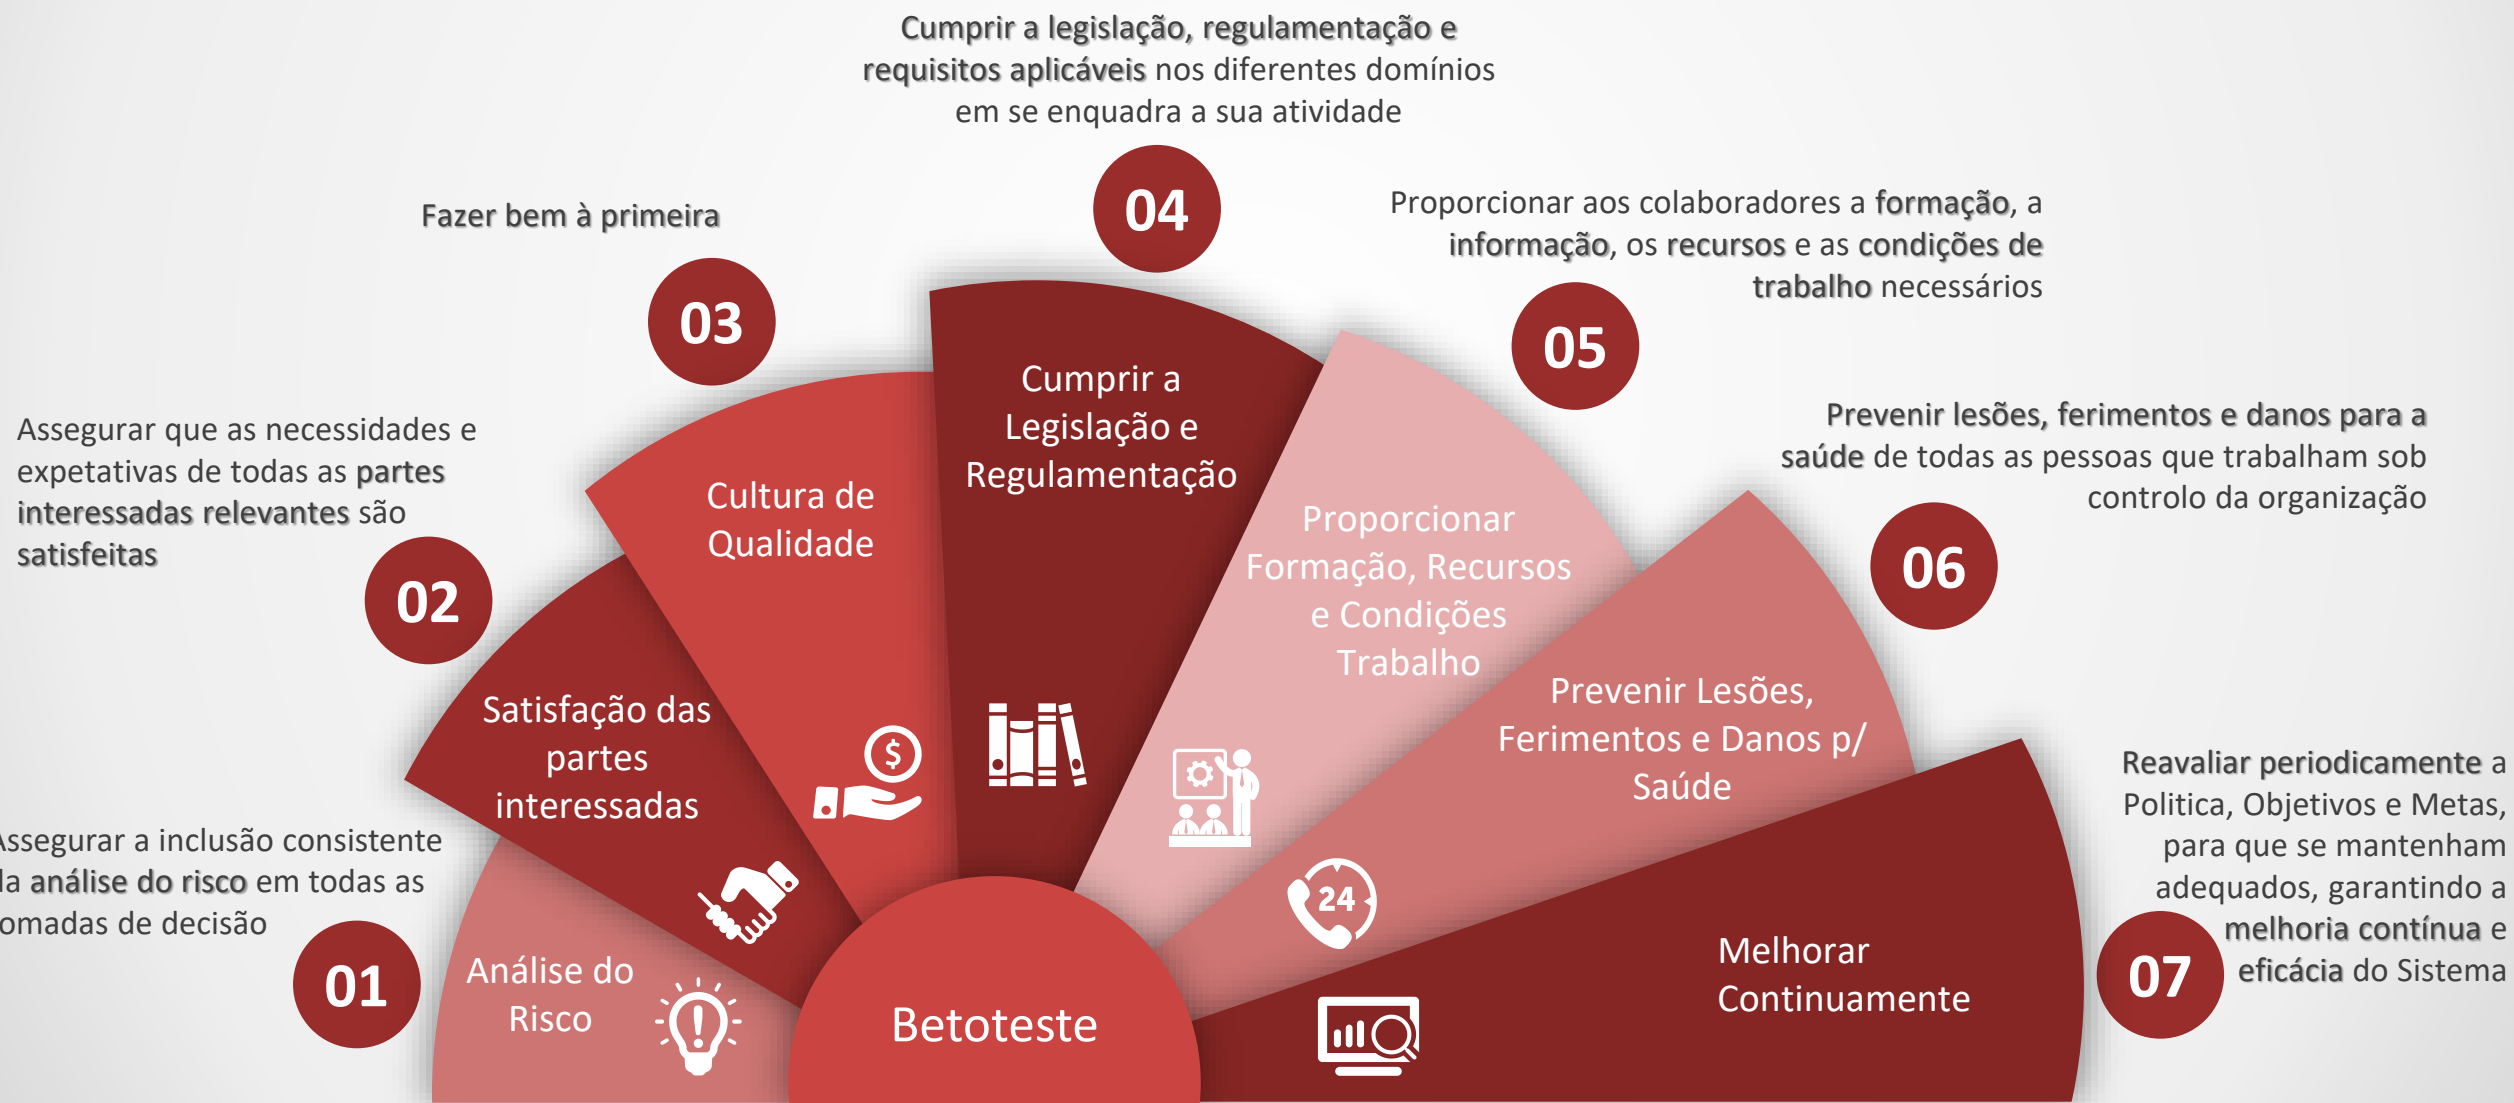 Cumprir a legislação, regulamentação e
requisitos aplicáveis nos diferentes domínios
em se enquadra a sua atividade
04
Fazer bem à primeira
03
Proporcionar aos colaboradores a formação, a
informação, os recursos e as condições de
trabalho necessários
05
Assegurar que as necessidades e
expetativas de todas as partes
interessadas relevantes são
satisfeitas
02
Prevenir lesões, ferimentos e danos para a
saúde de todas as pessoas que trabalham sob
controlo da organização
06
Assegurar a inclusão consistente
da análise do risco em todas as
tomadas de decisão
01
Reavaliar periodicamente a
Politica, Objetivos e Metas,
para que se mantenham
adequados, garantindo a
melhoria contínua e
eficácia do Sistema
07
Análise do
Risco
Satisfação das
partes
interessadas
Cultura de
Qualidade
$
Cumprir a
Legislação e
Regulamentação
Proporcionar
Formação, Recursos
e Condições
Trabalho
Prevenir Lesões,
Ferimentos e Danos p/
Saúde
24
Melhorar
Continuamente
Betoteste